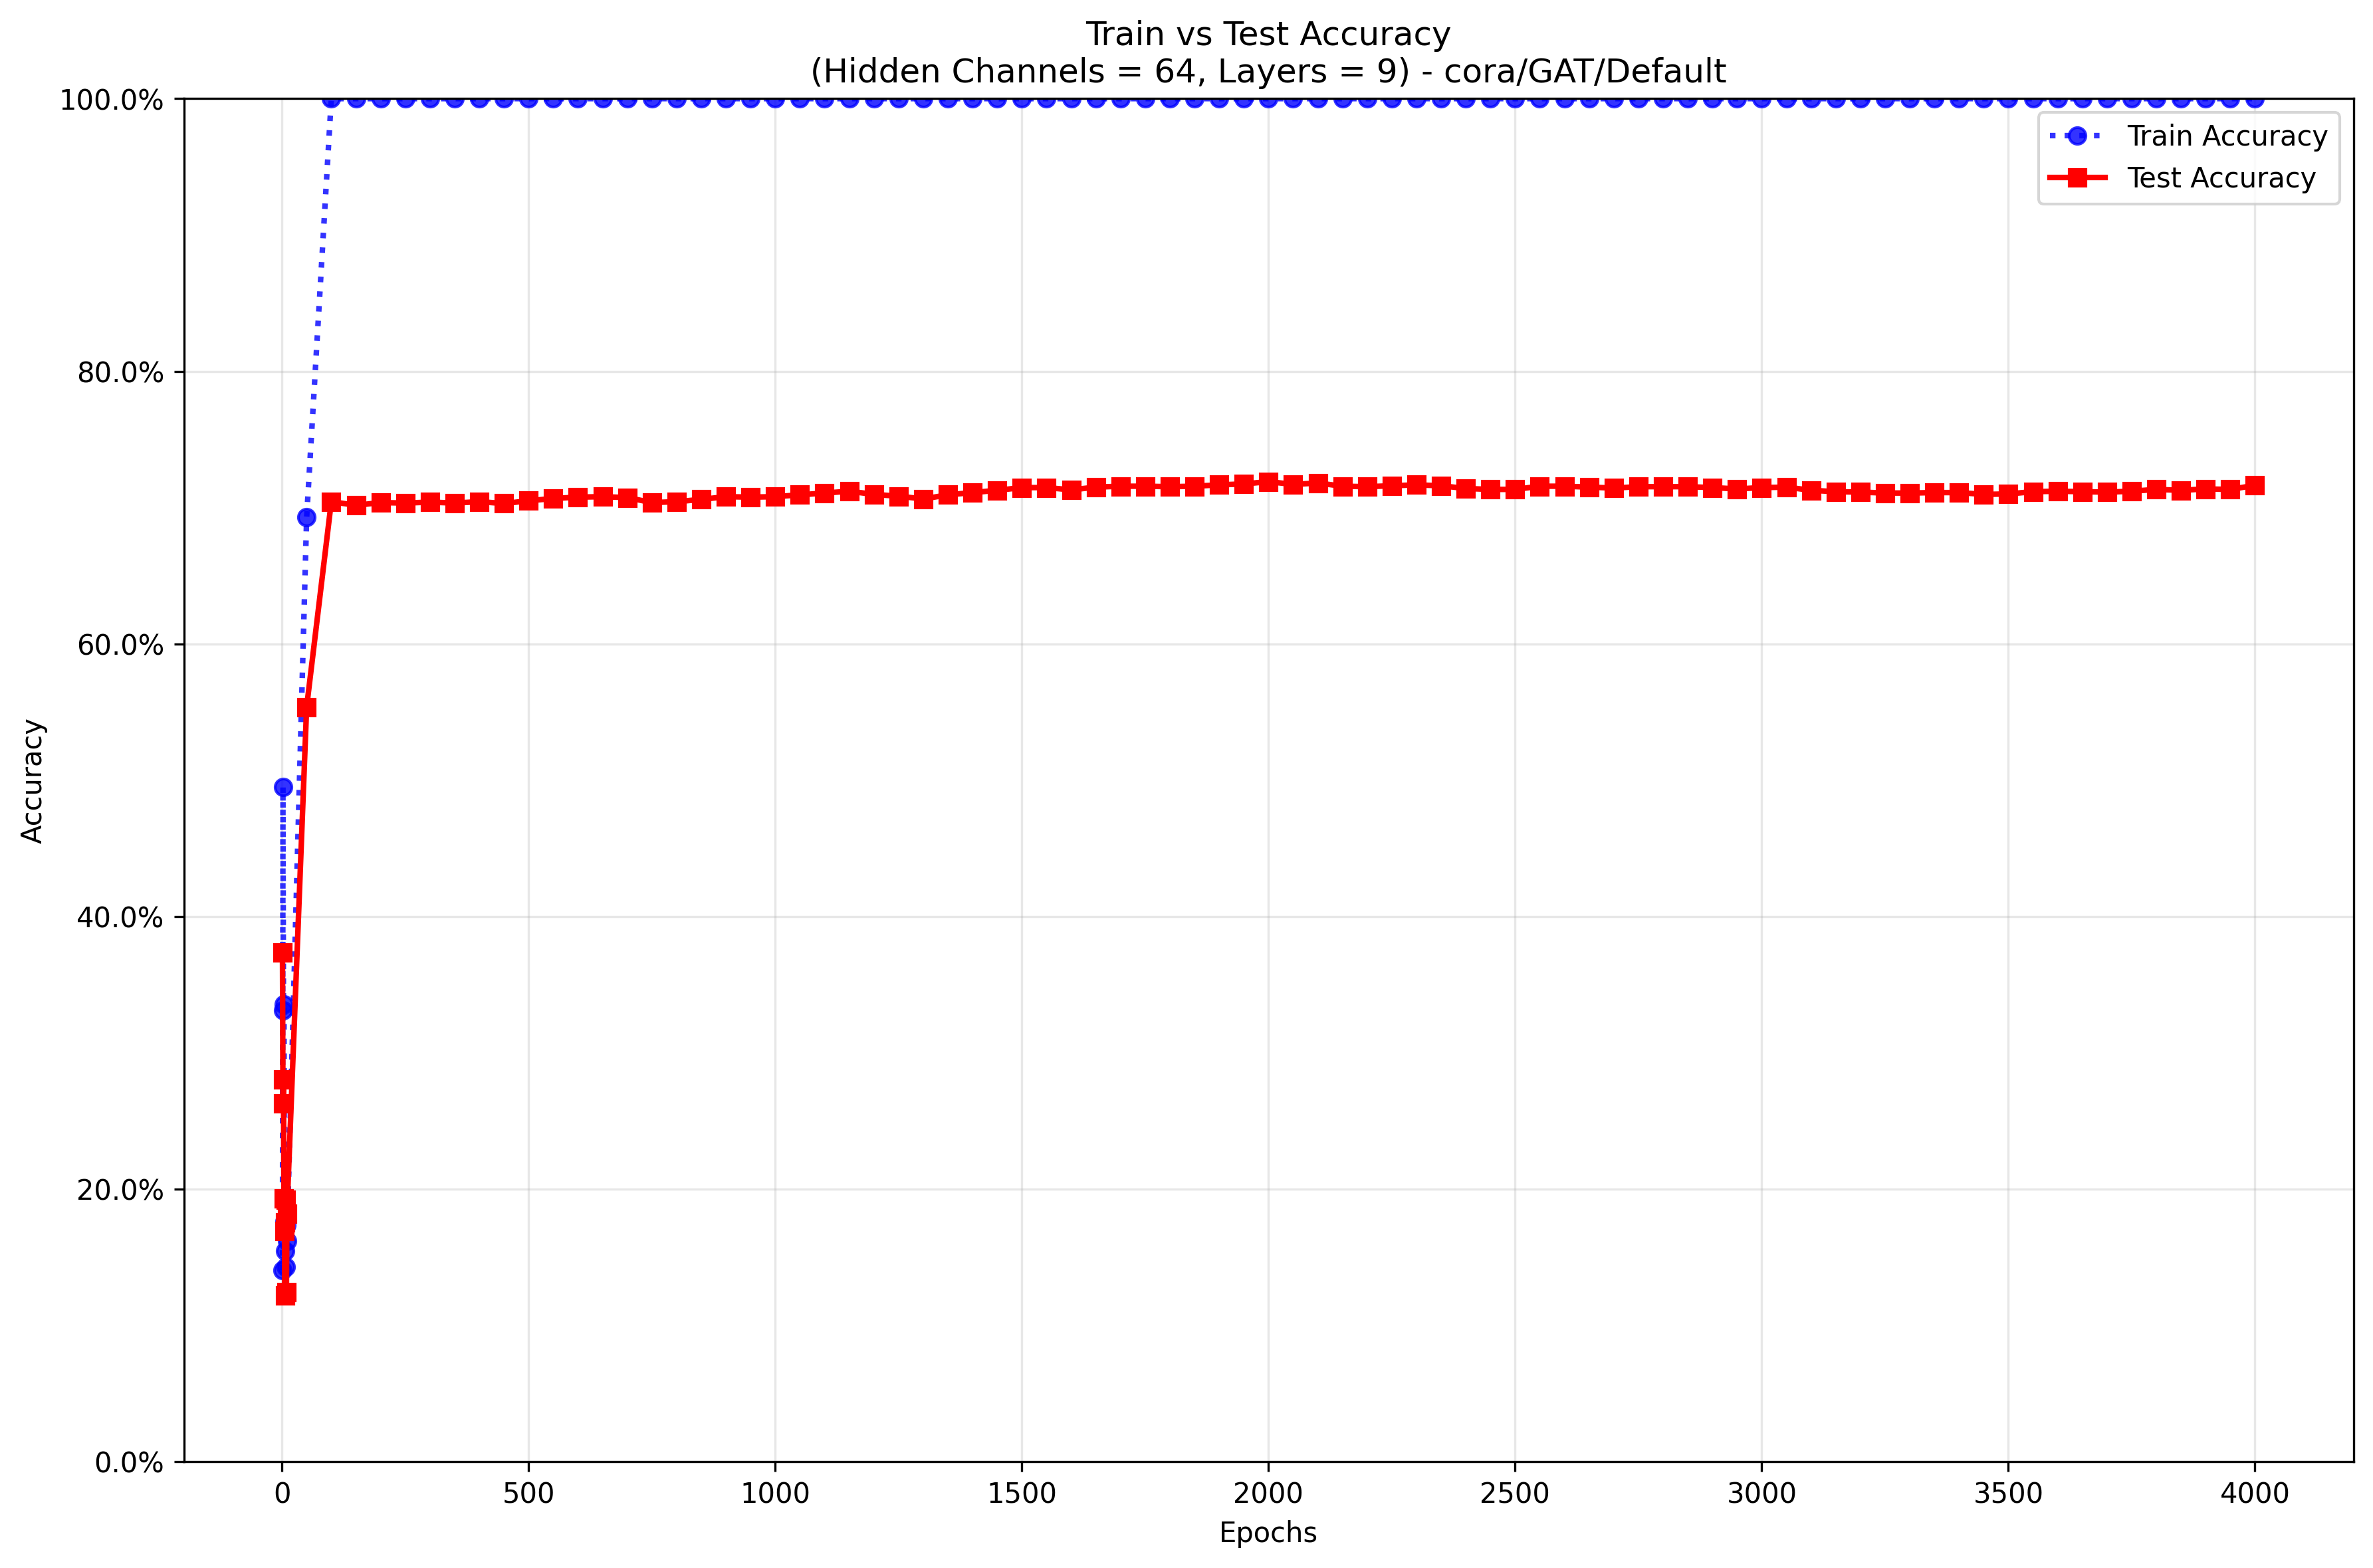 Train vs Test Accuracy
(Hidden Channels = 64, Layers = 9) - cora/GAT/Default
100.0%
80.0%
60.0%
40.0%
20.0%
0.0%
Accuracy
Train Accuracy
Test Accuracy
0
500
1000
1500
2000
2500
3000
3500
4000
Epochs